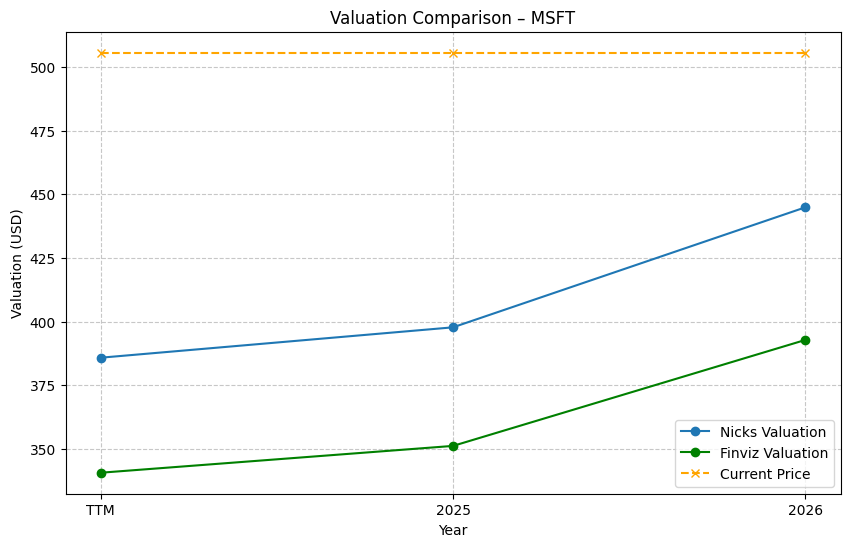 Valuation Comparison – MSFT
Valuation (USD)
500
475
450
425
400
375
350
TTM
2025
2026
Year
Nicks Valuation
Finviz Valuation
Current Price